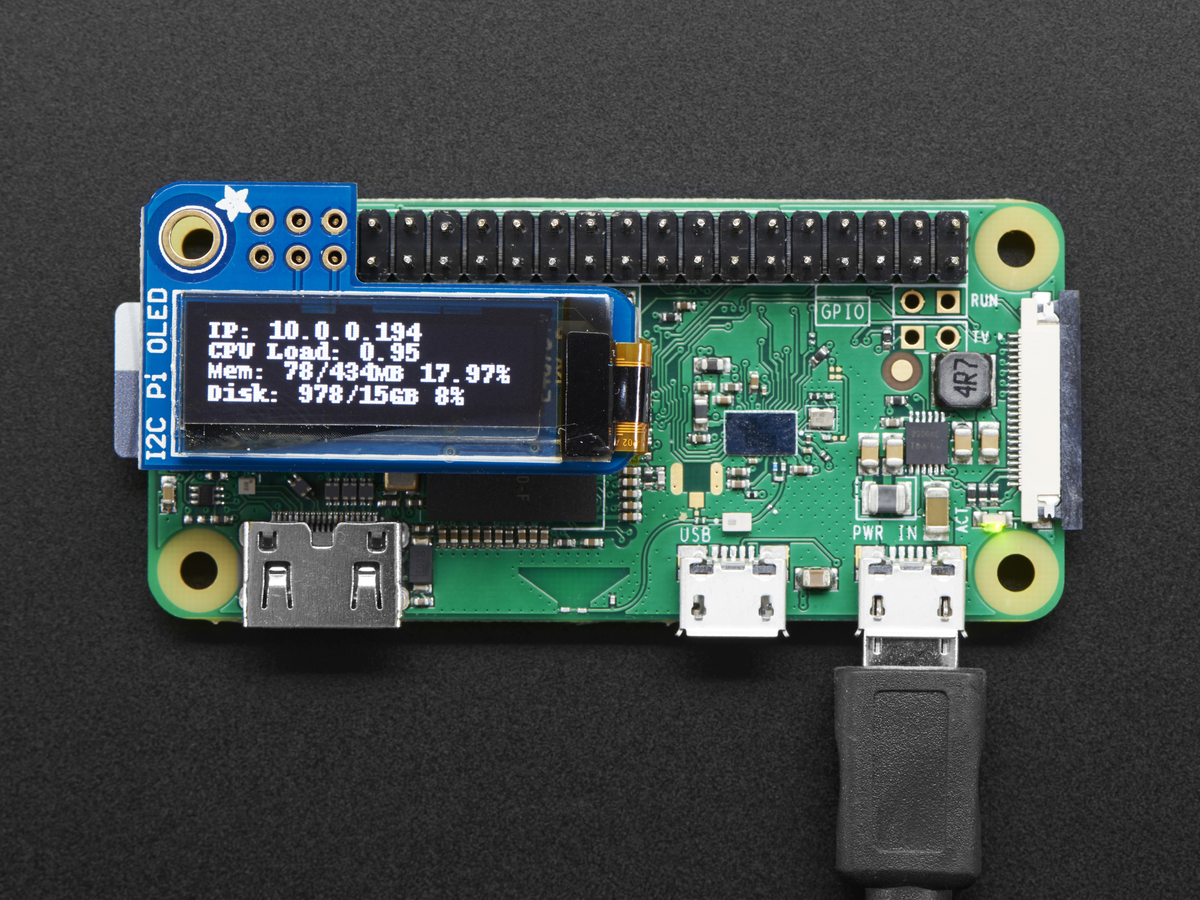 I2C Pi OLED
IP: 10.0.0.194
CPU Load: 0.95
Mem: 78/434MB 17.97%
Disk: 978/15GB 8%
GPIO
RUN
TV
4R7
ACT
USB
PWR IN